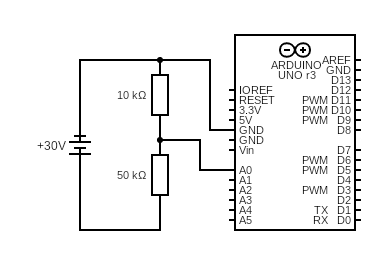 AREF
ARDUINO
UNO r3
GND
D13
IOREF
D12
10 kΩ
RESET
PWM D11
3.3V
PWM D10
5V
PWM D9
GND
D8
GND
+30V
Vin
D7
PWM D6
50 kΩ
A0
PWM D5
A1
D4
A2
PWM D3
A3
D2
A4
TX D1
A5
RX D0